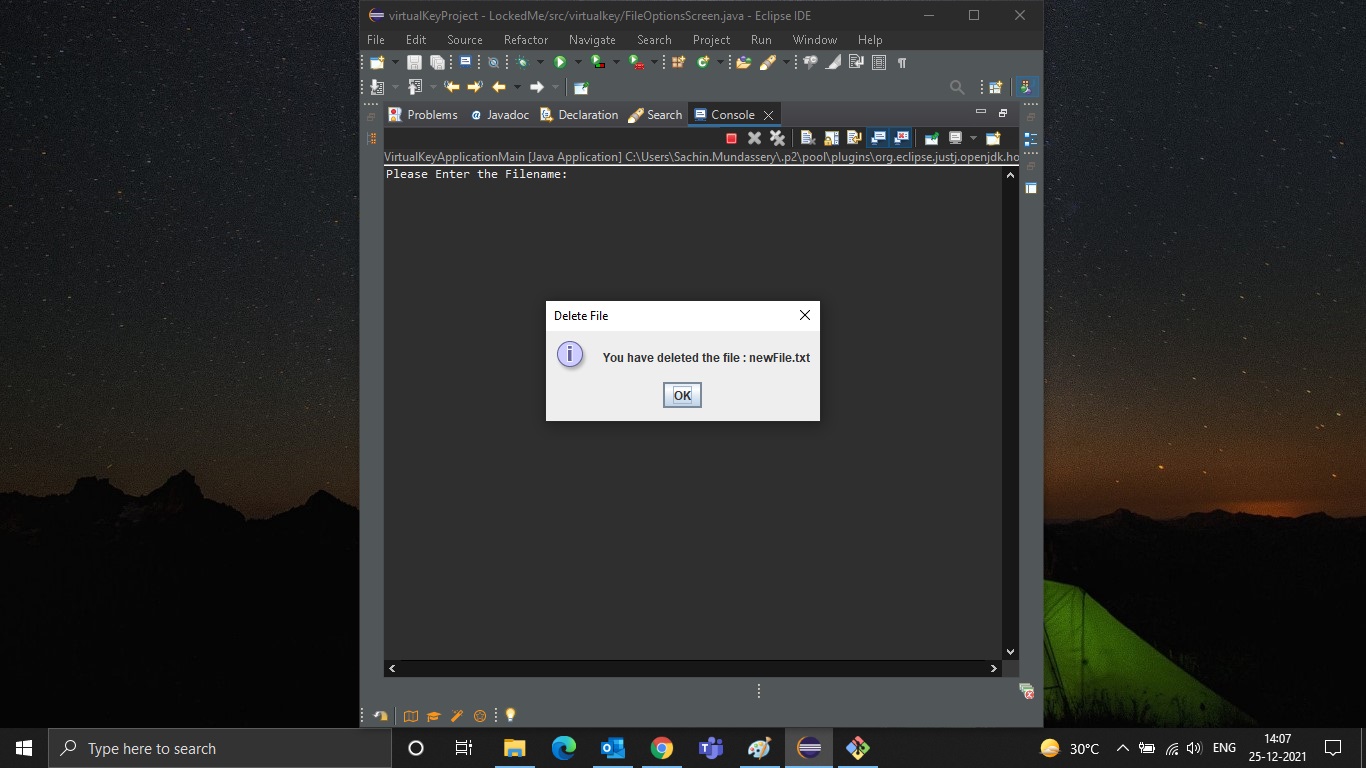 virtualKeyProject - LockedMe/src/virtualkey/FileOptionsScreen.java - Eclipse IDE
File Edit Source Refactor Navigate Search Project Run Window Help
Problems @ Javadoc Declaration Search Console
VirtualKeyApplicationMain [Java Application] C:\Users\Sachin.Mundassery\.p2\pool\plugins\org.eclipse.justj.openjdk.ho
Please Enter the Filename:
Delete File
You have deleted the file : newFile.txt
OK
Type here to search
30°C
ENG
14:07
25-12-2021